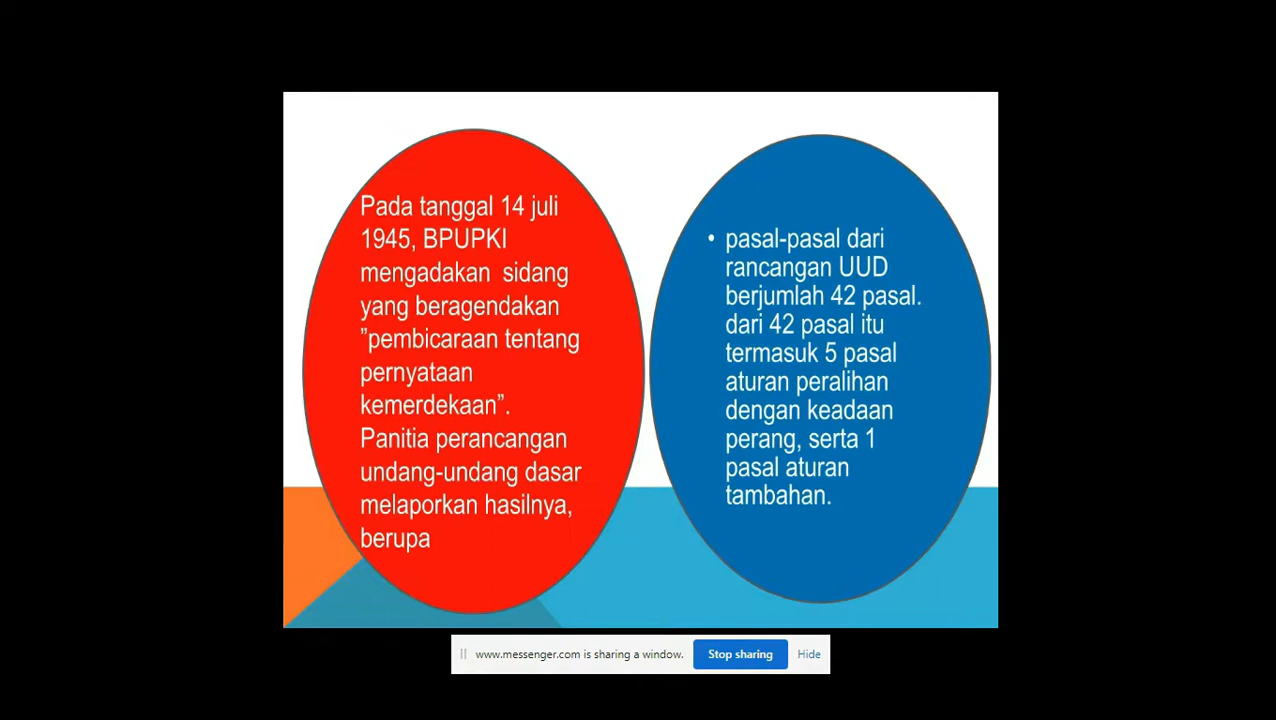 Pada tanggal 14 juli
1945, BPUPKI
mengadakan  sidang
yang beragendakan
”pembicaraan tentang
pernyataan
kemerdekaan”.
Panitia perancangan
undang-undang dasar
melaporkan hasilnya,
berupa
• pasal-pasal dari
rancangan UUD
berjumlah 42 pasal.
dari 42 pasal itu
termasuk 5 pasal
aturan peralihan
dengan keadaan
perang, serta 1
pasal aturan
tambahan.
www.messenger.com is sharing a window. Stop sharing Hide